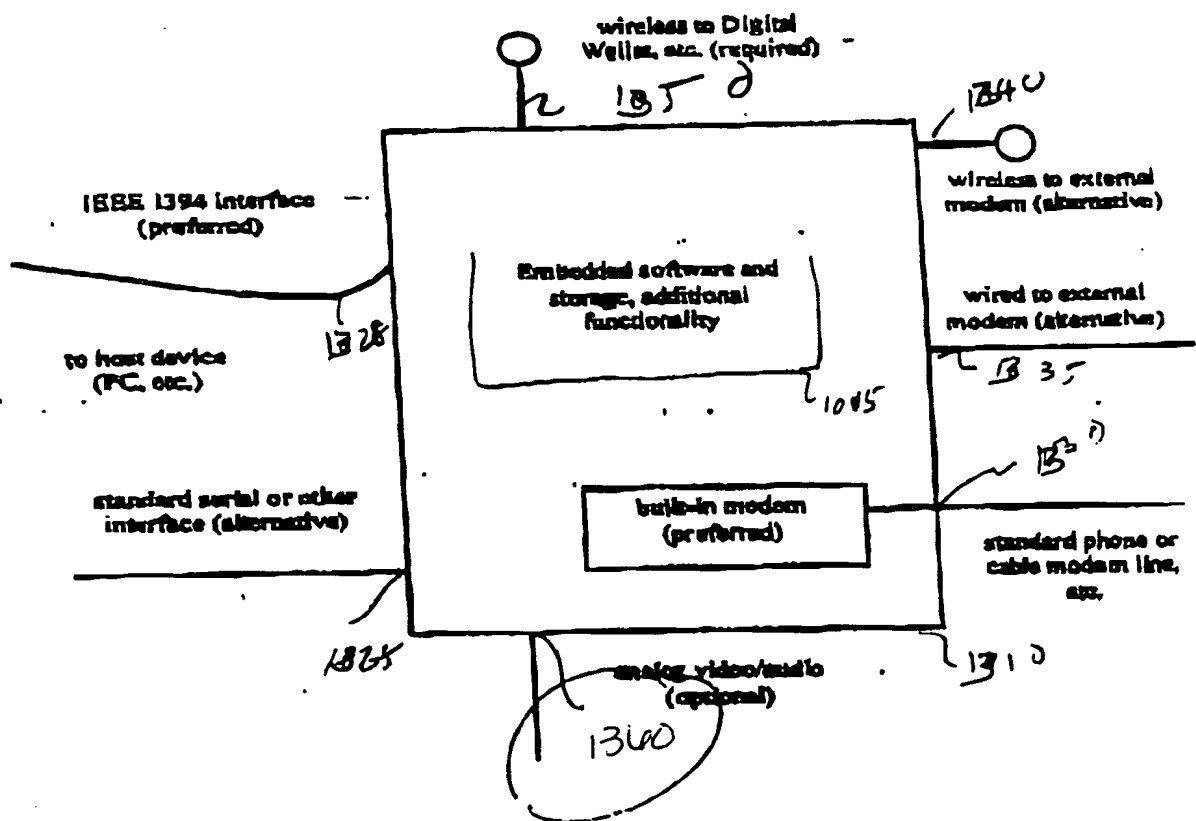 wireless to Digital
Wallet, etc. (required)
1340
IEEE 1394 interface
(preferred)
wireless to external
modem (alternative)
Embedded software and
storage, additional
functionality
wired to external
modem (alternative)
1328
to host device
(PC, etc.)
1335
standard serial or other
interface (alternative)
built-in modem
(preferred)
standard phone or
cable modem line,
etc.
1325
1310
analog video/audio
(optional)
1360